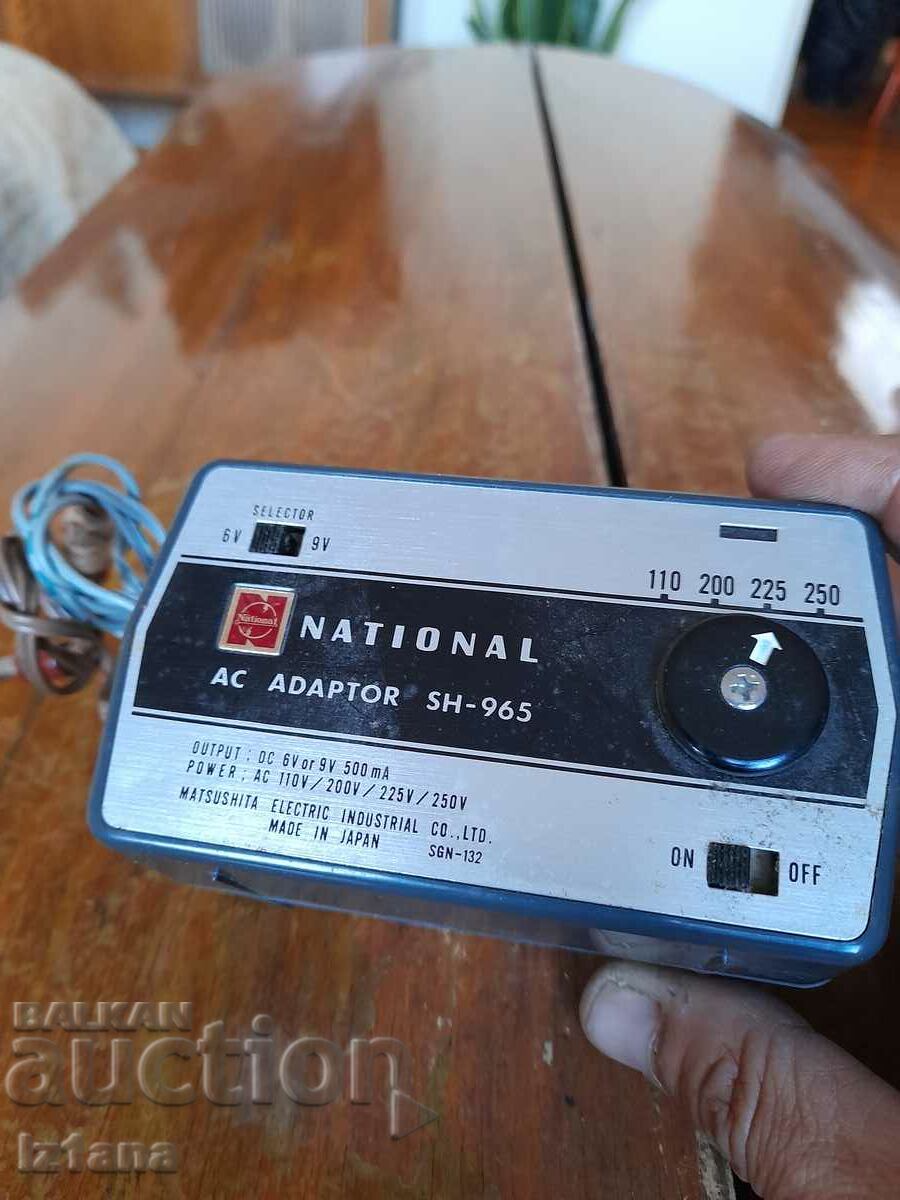 SELECTOR
6V 9V
110 200 225 250
National
NATIONAL
AC ADAPTOR SH-965
OUTPUT : DC 6V or 9V 500mA
POWER : AC 110V/200V/225V/250V
MATSUSHITA ELECTRIC INDUSTRIAL CO.,LTD.
MADE IN JAPAN SGN-132
ON OFF
BALKAN
auction
iz1ana